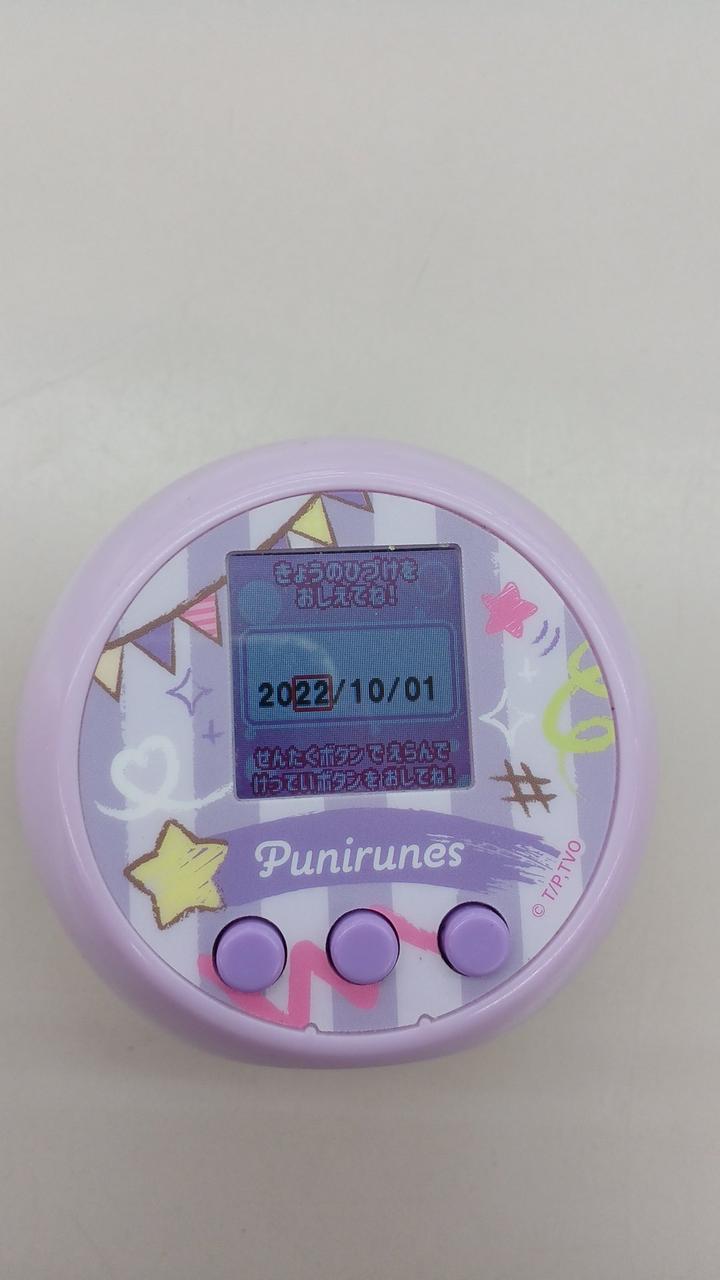 きょうのひづけを
おしえてね!
2022/10/01
せんたくボタンでえらんで
けっていボタンをおしてね!
Punirunes
© T/P,TVO